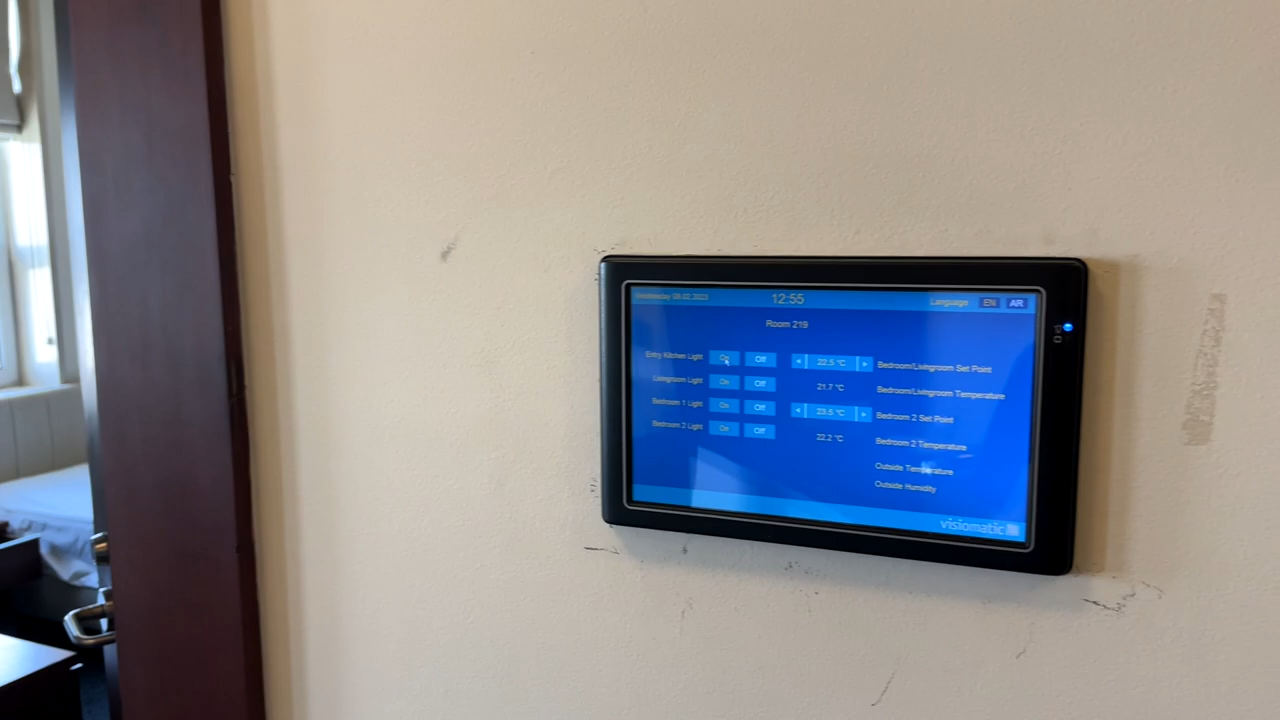 Wednesday 08.02.2023 12:55 Language EN AR
Room 219
Entry Kitchen Light On Off 22.5 °C Bedroom/Livingroom Set Point
Livingroom Light On Off 21.7 °C Bedroom/Livingroom Temperature
Bedroom 1 Light On Off 23.5 °C Bedroom 2 Set Point
Bedroom 2 Light On Off 22.2 °C Bedroom 2 Temperature
Outside Temperature
Outside Humidity
visiomatic